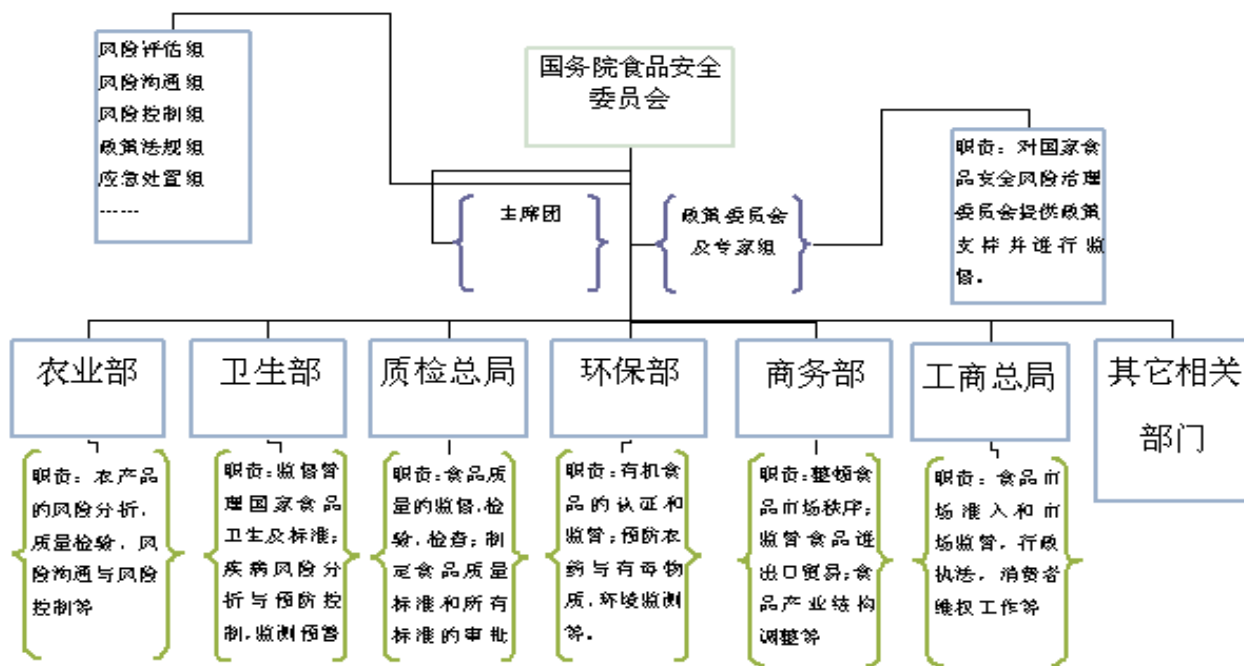 风险评估组
风险沟通组
风险控制组
政策法规组
应急处置组
......
国务院食品安全
委员会
职责：对国家食
品安全风险治理
委员会提供政策
支持并进行监
督。
主席团
政策委员会
及专家组
农业部
卫生部
质检总局
环保部
商务部
工商总局
其它相关
部门
职责：农产品
的风险分析，
质量检验，风
险沟通与风险
控制等
职责：监督管
理国家食品
卫生及标准；
疾病风险分
析与预防控
制，监测预警
职责：食品质
量的监督，检
验，检查；制
定食品质量
标准和所有
标准的审批
职责：有机食
品的认证和
监管；预防农
药与有毒物
质，环境监测
等。
职责：整顿食
品市场秩序；
监管食品进
出口贸易；食
品产业结构
调整等
职责：食品市
场准入和市
场监管，行政
执法，消费者
维权工作等